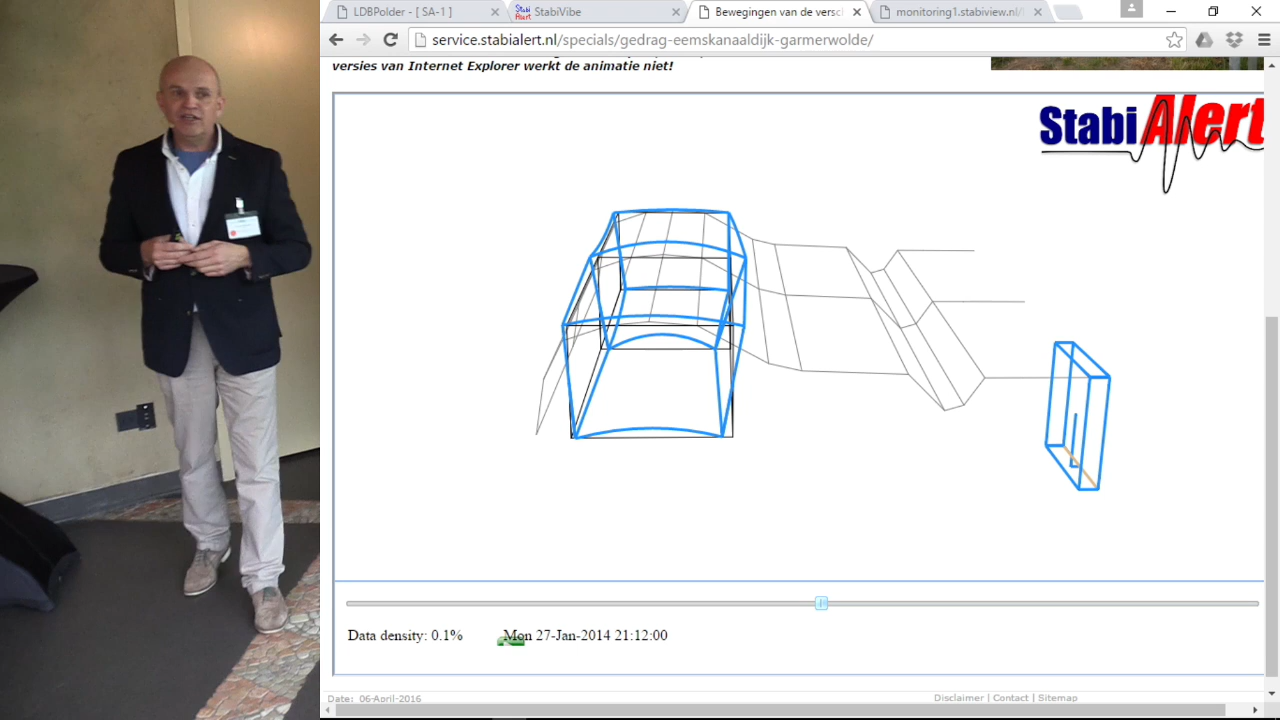 LDBPolder - [ SA-1 ]
Stabi Alert StabiVibe
Bewegingen van de versc
monitoring1.stabiview.nl/
service.stabialert.nl/specials/gedrag-eemskanaaldijk-garmerwolde/
versies van Internet Explorer werkt de animatie niet!
StabiAlert
Data density: 0.1%
Mon 27-Jan-2014 21:12:00
Date: 06-April-2016
Disclaimer | Contact | Sitemap